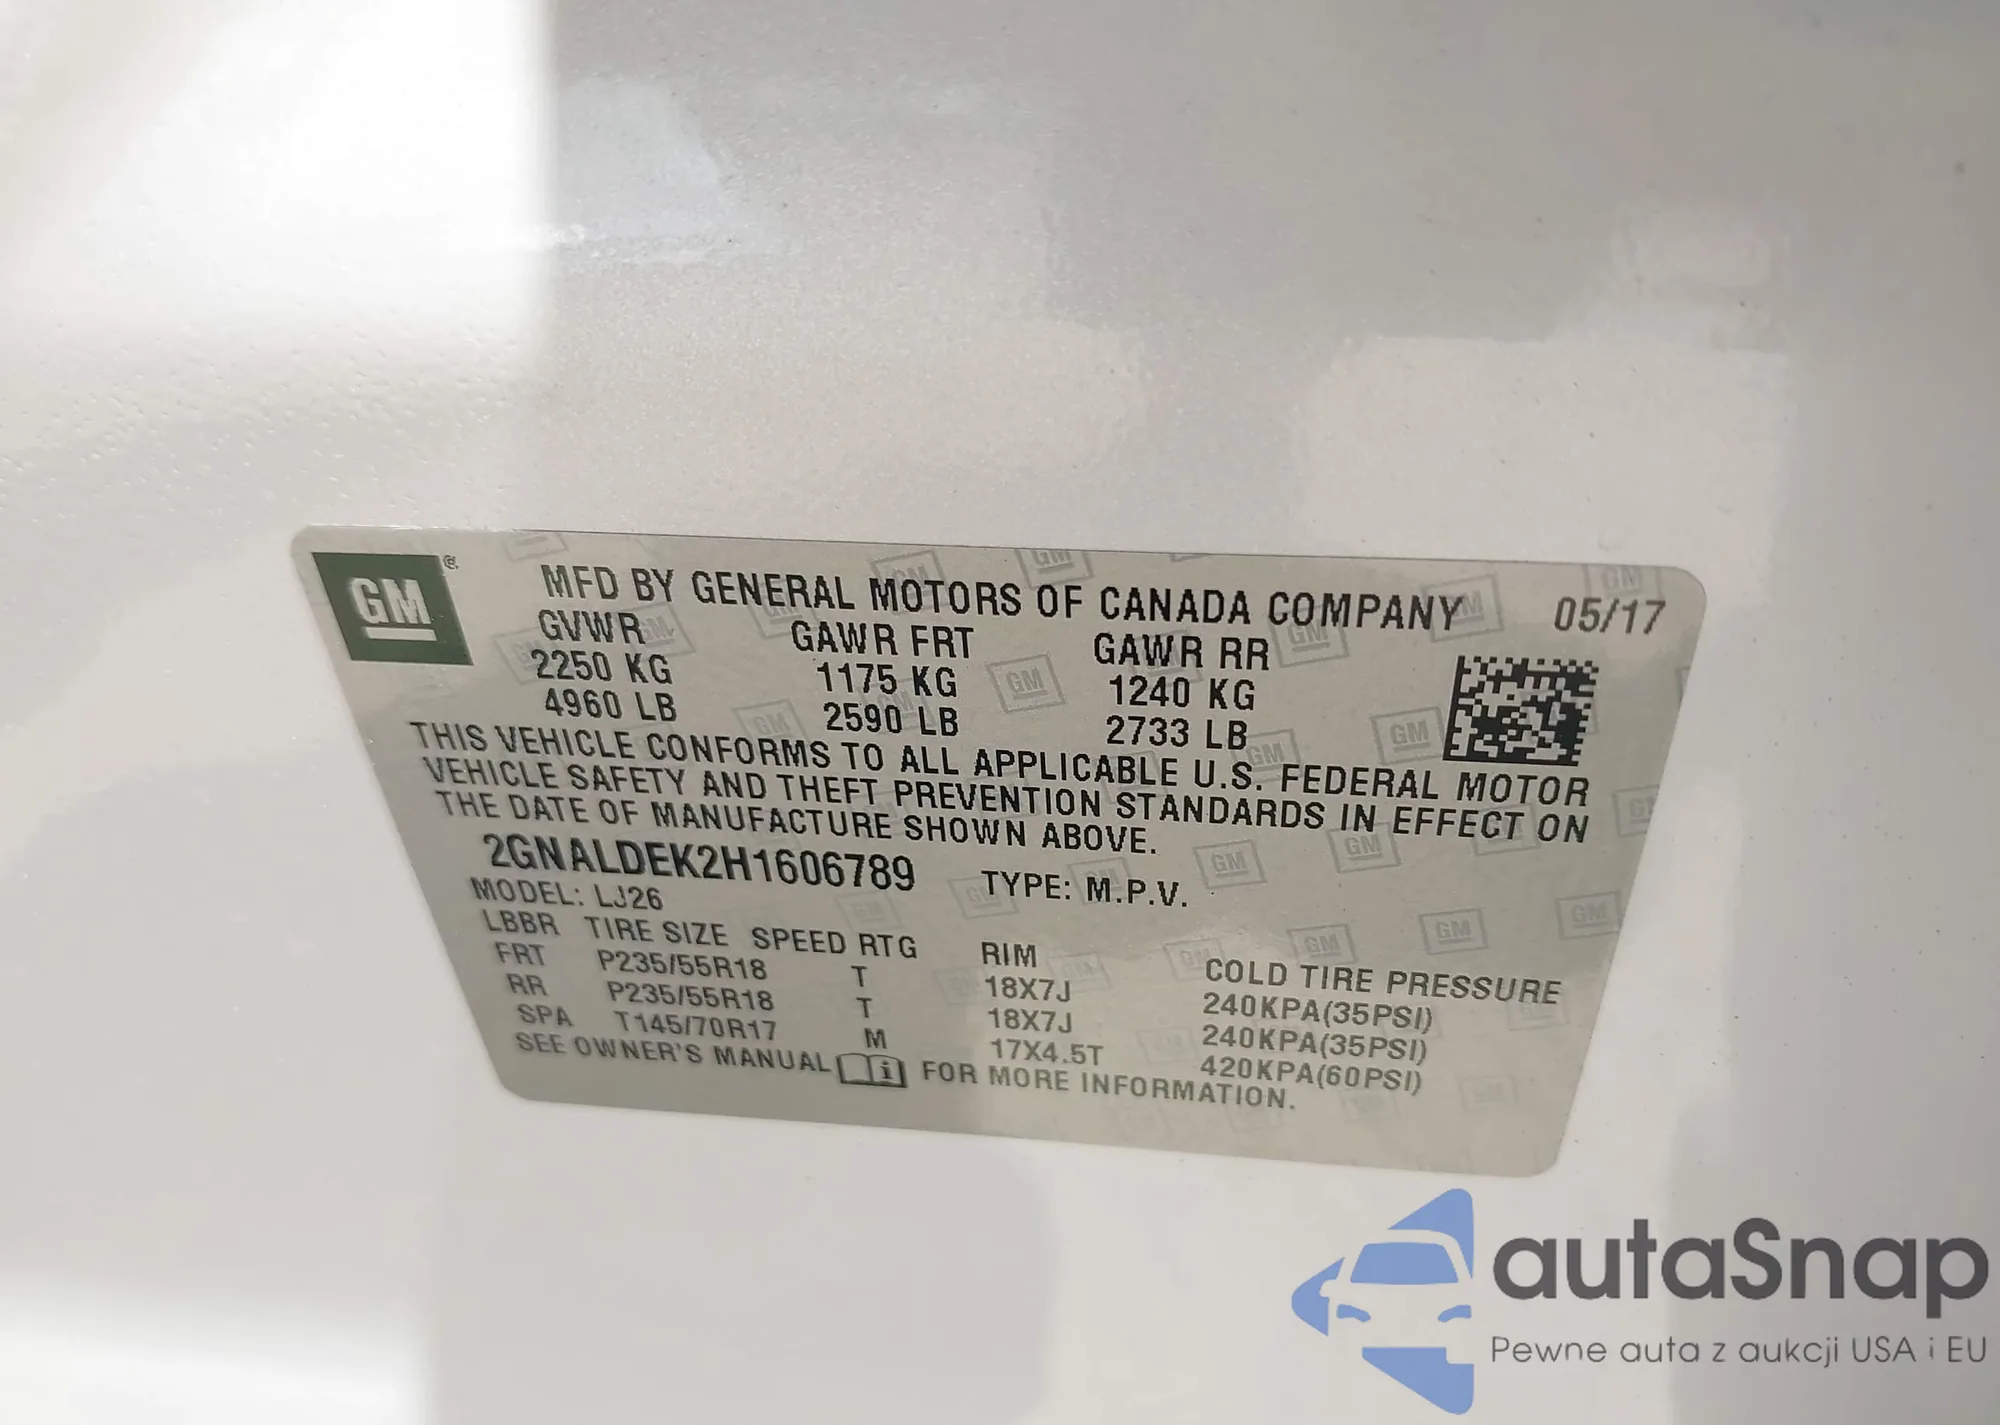 GM
MFD BY GENERAL MOTORS OF CANADA COMPANY 05/17
GVWR GAWR FRT GAWR RR
2250 KG 1175 KG 1240 KG
4960 LB 2590 LB 2733 LB
THIS VEHICLE CONFORMS TO ALL APPLICABLE U.S. FEDERAL MOTOR
VEHICLE SAFETY AND THEFT PREVENTION STANDARDS IN EFFECT ON
THE DATE OF MANUFACTURE SHOWN ABOVE.
2GNALDEK2H1606789 TYPE: M.P.V.
MODEL: LJ26
LBBR TIRE SIZE SPEED RTG RIM COLD TIRE PRESSURE
FRT P235/55R18 T 18X7J 240KPA(35PSI)
RR P235/55R18 T 18X7J 240KPA(35PSI)
SPA T145/70R17 M 17X4.5T 420KPA(60PSI)
SEE OWNER'S MANUAL i FOR MORE INFORMATION.
autaSnap
Pewne auta z aukcji USA i EU